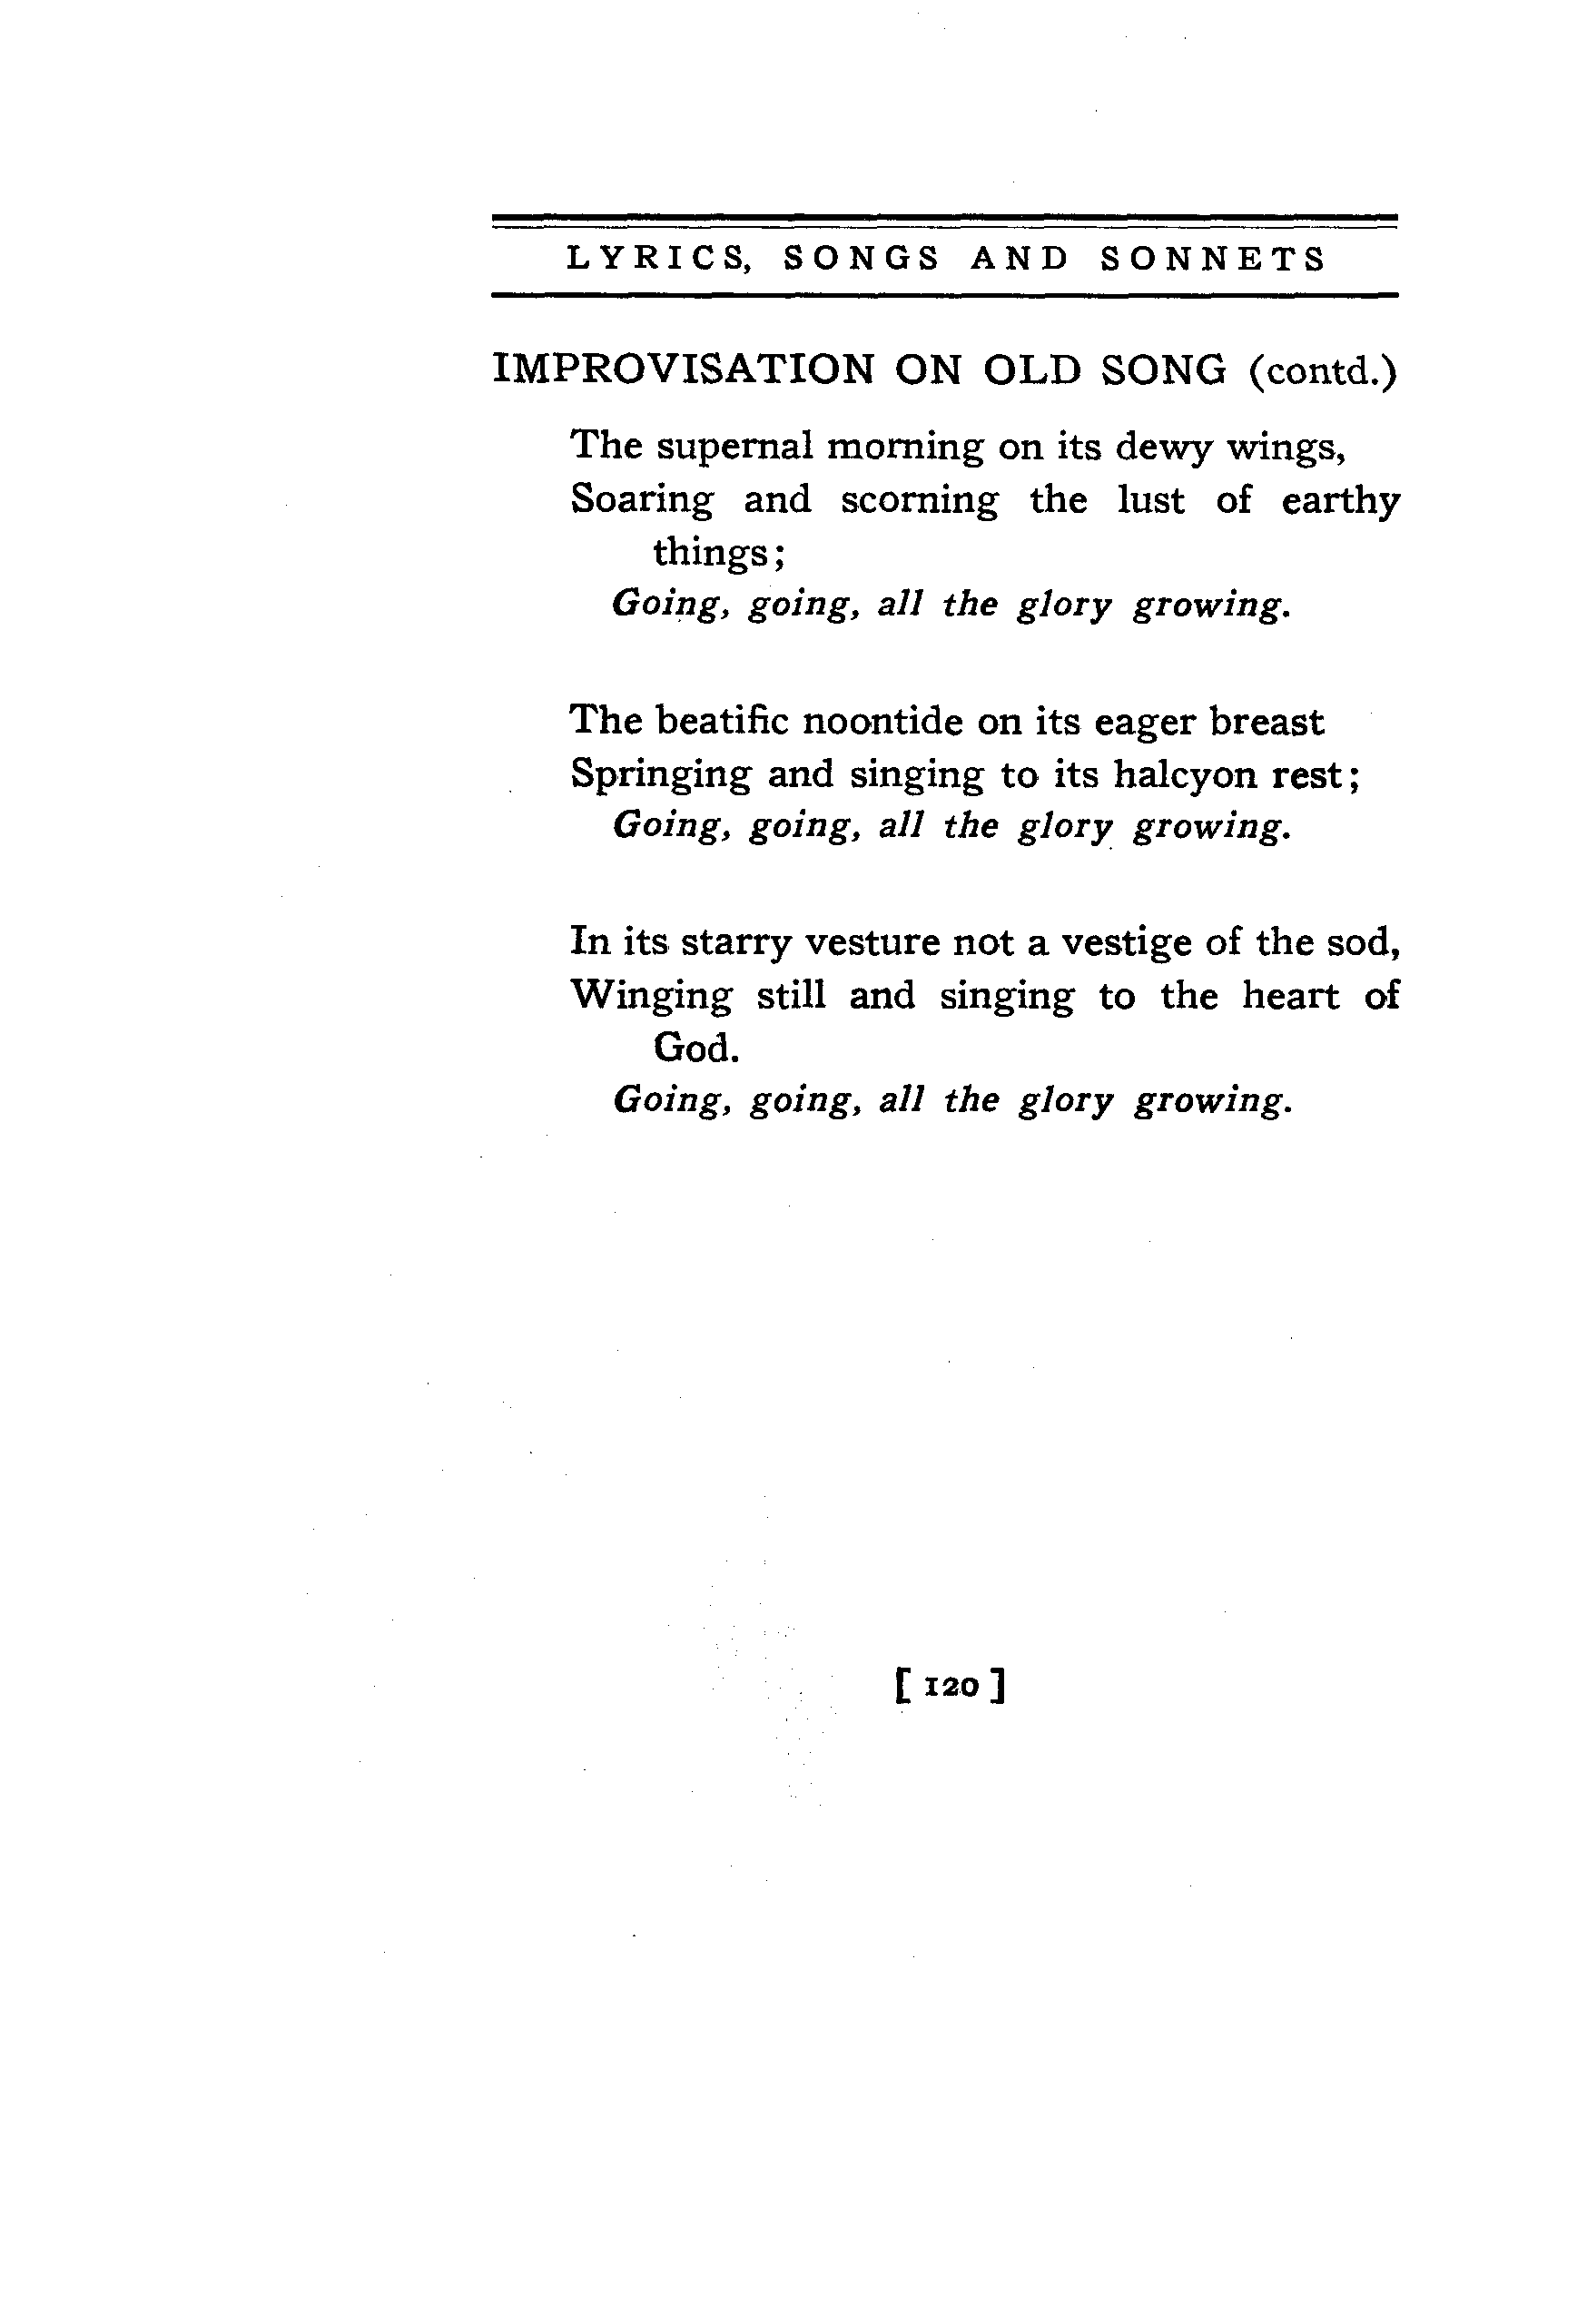 LYRICS, SONGS AND SONNETS
IMPROVISATION ON OLD SONG (contd.)
The supernal morning on its dewy wings,
Soaring and scorning the lust of earthy
things;
Going, going, all the glory growing.
The beatific noontide on its eager breast
Springing and singing to its halcyon rest;
Going, going, all the glory growing.
In its starry vesture not a vestige of the sod,
Winging still and singing to the heart of
God.
Going, going, all the glory growing.
[ 120 ]